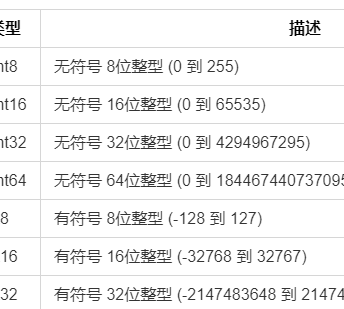 类型 描述
nt8 无符号 8位整型 (0 到 255)
nt16 无符号 16位整型 (0 到 65535)
nt32 无符号 32位整型 (0 到 4294967295)
nt64 无符号 64位整型 (0 到 184467440737095
8 有符号 8位整型 (-128 到 127)
16 有符号 16位整型 (-32768 到 32767)
32 有符号 32位整型 (-2147483648 到 21474